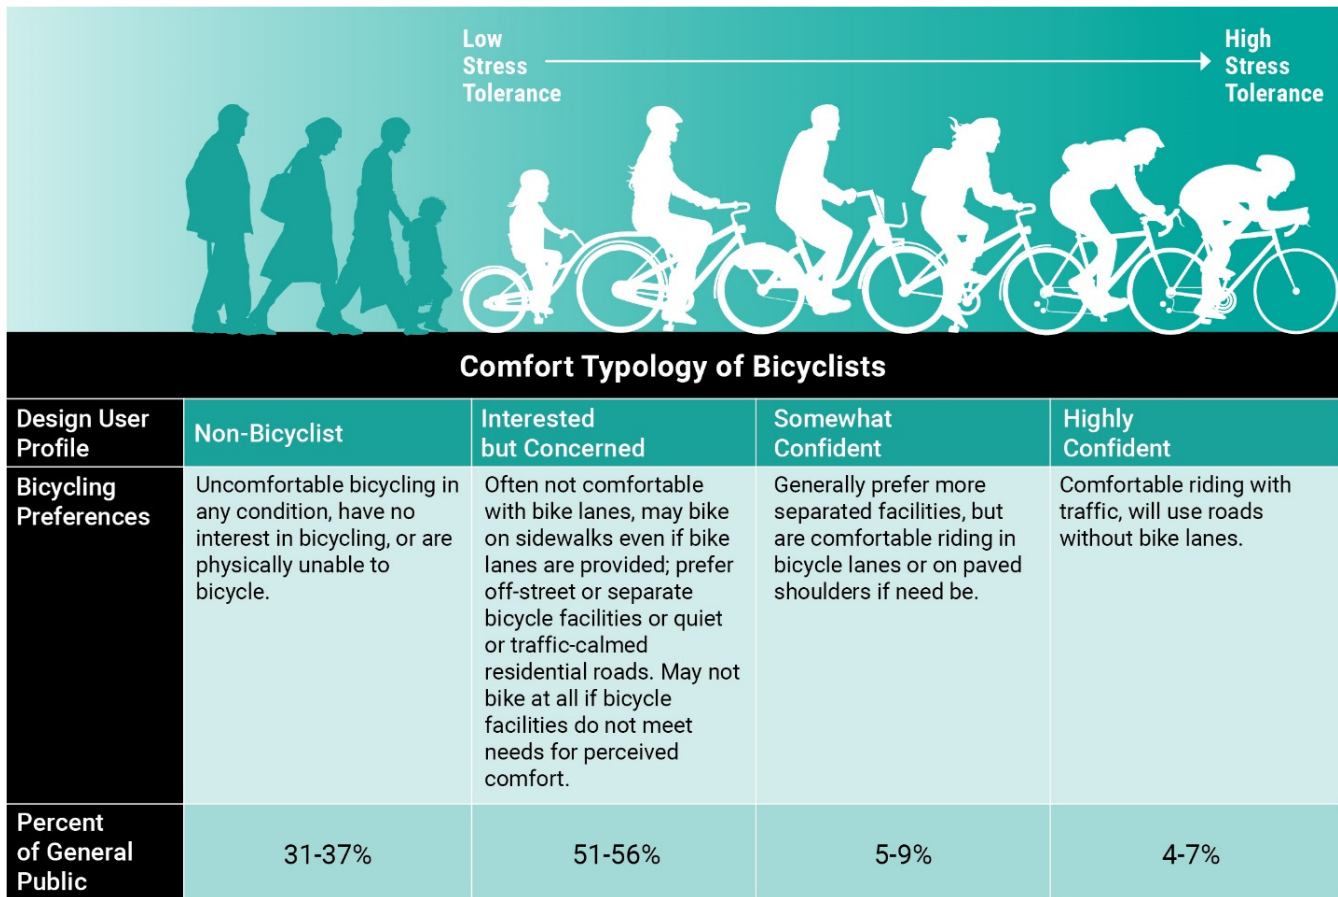 Low
Stress
Tolerance
High
Stress
Tolerance
Comfort Typology of Bicyclists
Design User
Profile
Non-Bicyclist
Interested
but Concerned
Somewhat
Confident
Highly
Confident
Bicycling
Preferences
Uncomfortable bicycling in
any condition, have no
interest in bicycling, or are
physically unable to
bicycle.
Often not comfortable
with bike lanes, may bike
on sidewalks even if bike
lanes are provided; prefer
off-street or separate
bicycle facilities or quiet
or traffic-calmed
residential roads. May not
bike at all if bicycle
facilities do not meet
needs for perceived
comfort.
Generally prefer more
separated facilities, but
are comfortable riding in
bicycle lanes or on paved
shoulders if need be.
Comfortable riding with
traffic, will use roads
without bike lanes.
Percent
of General
Public
31-37%
51-56%
5-9%
4-7%